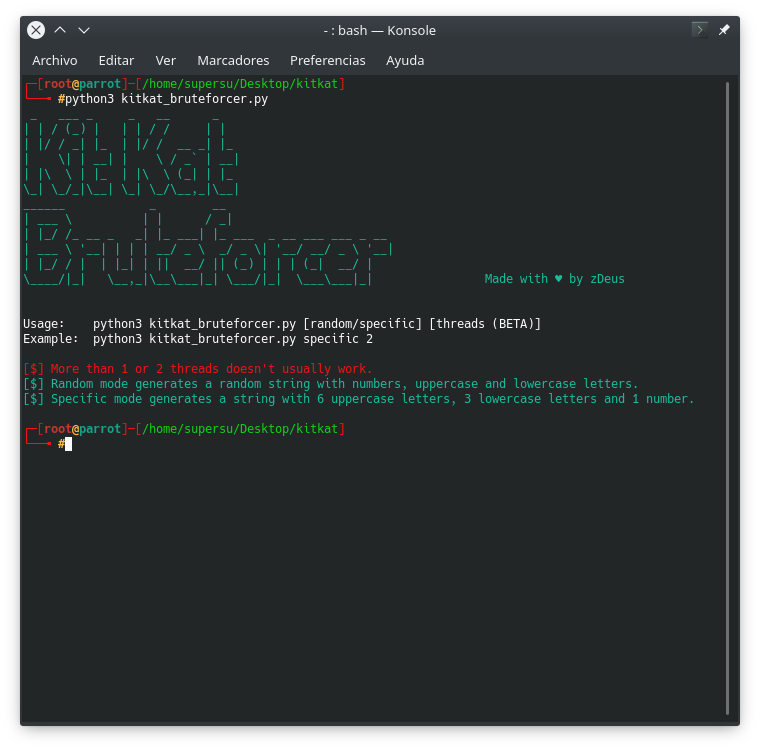 - : bash — Konsole
Archivo Editar Ver Marcadores Preferencias Ayuda
┌─[root@parrot]─[/home/supersu/Desktop/kitkat]
└──╼ #python3 kitkat_bruteforcer.py
KitKat
Bruteforcer
Made with ♥ by zDeus
Usage:    python3 kitkat_bruteforcer.py [random/specific] [threads (BETA)]
Example:  python3 kitkat_bruteforcer.py specific 2
[$] More than 1 or 2 threads doesn't usually work.
[$] Random mode generates a random string with numbers, uppercase and lowercase letters.
[$] Specific mode generates a string with 6 uppercase letters, 3 lowercase letters and 1 number.
┌─[root@parrot]─[/home/supersu/Desktop/kitkat]
└──╼ #